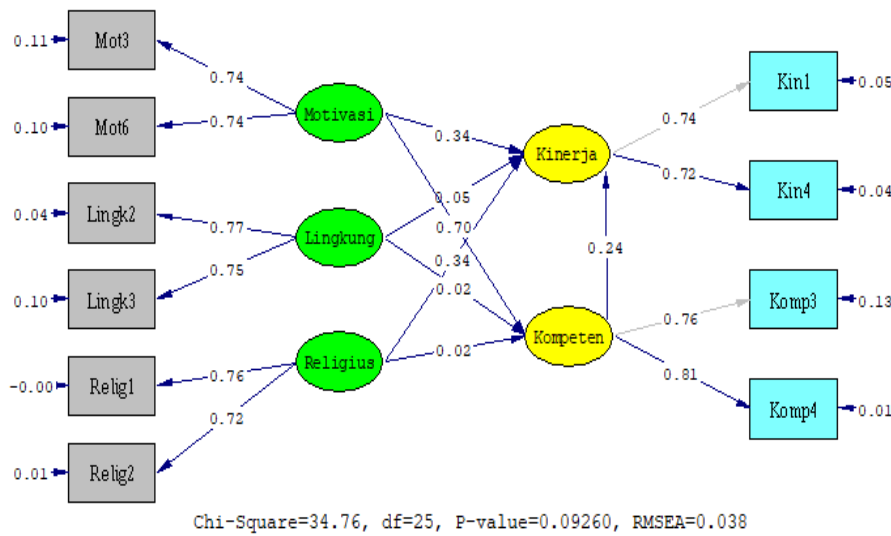 0.11 Mot3
0.74
0.10 Mot6
0.74
Motivasi
0.04 Lingk2
0.77
Lingkung
0.10 Lingk3
0.75
-0.00 Relig1
0.76
Religius
0.01 Relig2
0.72
0.34
0.05
0.70
0.34
0.02
0.02
Kinerja
0.24
Kompeten
0.74
Kin1 0.05
0.72
Kin4 0.04
0.76
Komp3 0.13
0.81
Komp4 0.01
Chi-Square=34.76, df=25, P-value=0.09260, RMSEA=0.038